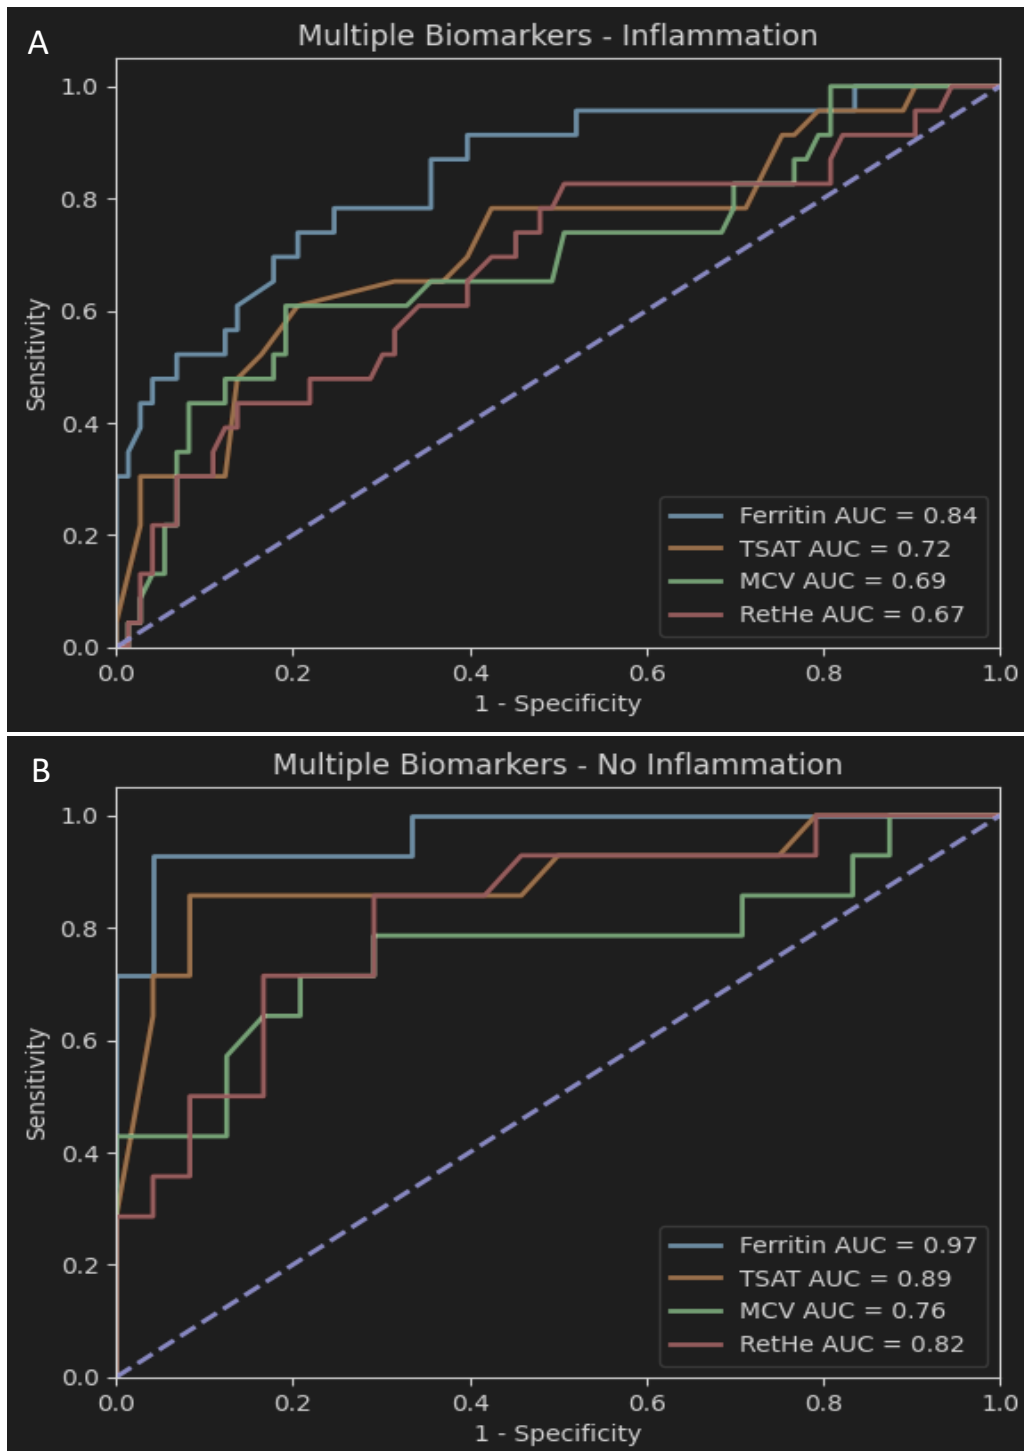 A
Multiple Biomarkers - Inflammation
1.0
0.8
0.6
0.4
0.2
0.0
Sensitivity
Ferritin AUC = 0.84
TSAT AUC = 0.72
MCV AUC = 0.69
RetHe AUC = 0.67
0.0 0.2 0.4 0.6 0.8 1.0
1 - Specificity
B
Multiple Biomarkers - No Inflammation
1.0
0.8
0.6
0.4
0.2
0.0
Sensitivity
Ferritin AUC = 0.97
TSAT AUC = 0.89
MCV AUC = 0.76
RetHe AUC = 0.82
0.0 0.2 0.4 0.6 0.8 1.0
1 - Specificity